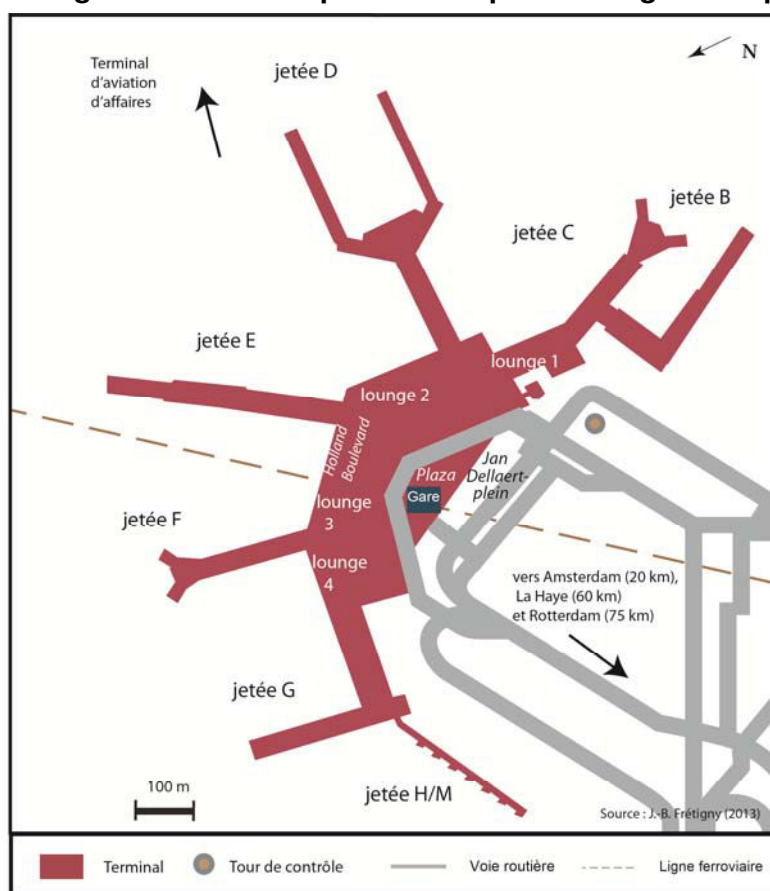 Terminal
d'aviation
d'affaires
jetée D
N
jetée B
jetée C
jetée E
lounge 1
lounge 2
Holland
Boulevard
Plaza
Jan
Dellaert-
plein
Gare
lounge
3
jetée F
lounge
4
vers Amsterdam (20 km),
La Haye (60 km)
et Rotterdam (75 km)
jetée G
100 m
jetée H/M
Source : J.-B. Frétigny (2013)
Terminal
Tour de contrôle
Voie routière
Ligne ferroviaire